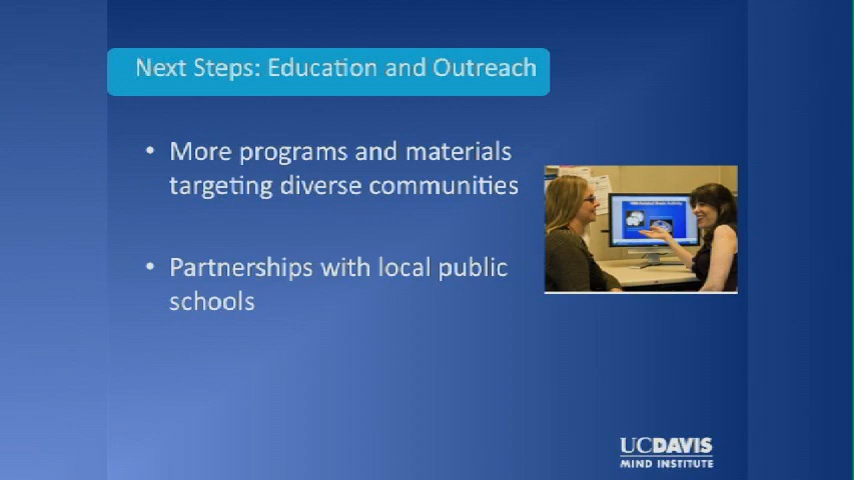 Next Steps: Education and Outreach
• More programs and materials
targeting diverse communities
• Partnerships with local public
schools
UCDAVIS
MIND INSTITUTE